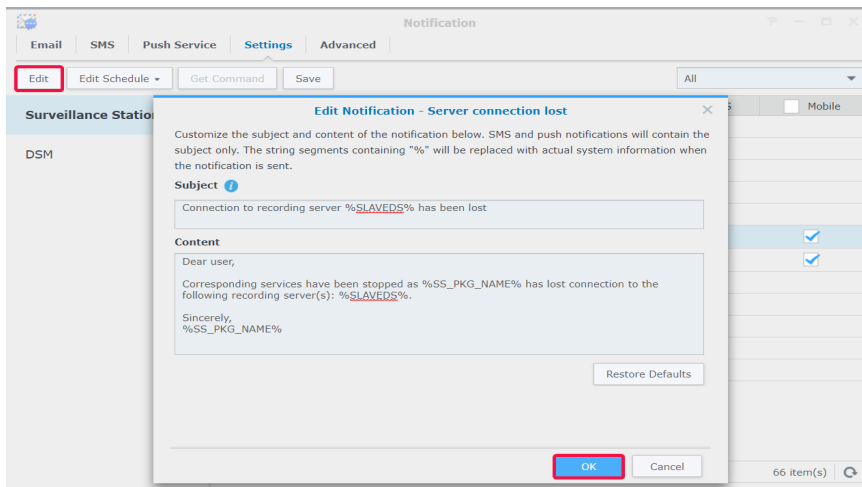 Notification
Email SMS Push Service Settings Advanced
Edit Edit Schedule Get Command Save All
Surveillance Statio
DSM
S Mobile
Edit Notification - Server connection lost
Customize the subject and content of the notification below. SMS and push notifications will contain the
subject only. The string segments containing "%" will be replaced with actual system information when
the notification is sent.
Subject
Connection to recording server %SLAVEDS% has been lost
Content
Dear user,
Corresponding services have been stopped as %SS_PKG_NAME% has lost connection to the
following recording server(s): %SLAVEDS%.
Sincerely,
%SS_PKG_NAME%
Restore Defaults
OK Cancel
66 item(s)